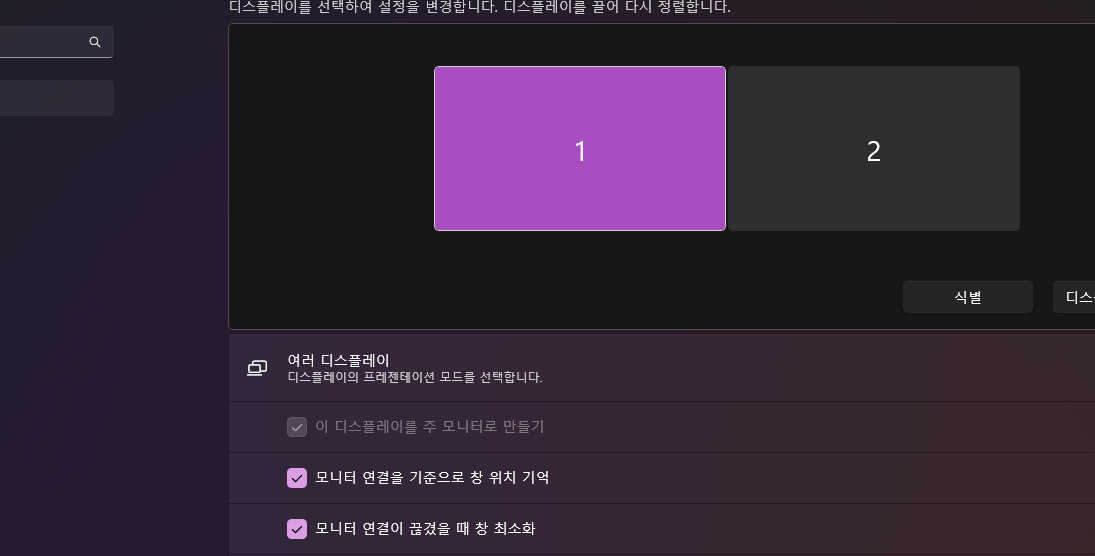 디스플레이를 선택하여 설정을 변경합니다. 디스플레이를 끌어 다시 정렬합니다.
1
2
식별
여러 디스플레이
디스플레이의 프레젠테이션 모드를 선택합니다.
이 디스플레이를 주 모니터로 만들기
모니터 연결을 기준으로 창 위치 기억
모니터 연결이 끊겼을 때 창 최소화